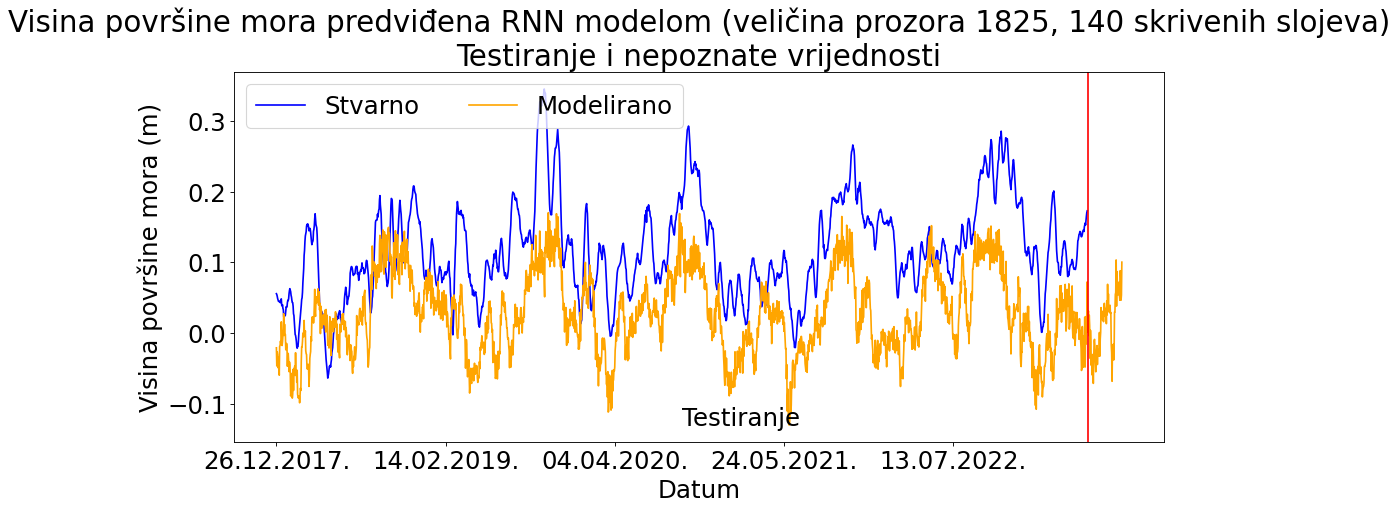 Visina površine mora predviđena RNN modelom (veličina prozora 1825, 140 skrivenih slojeva)
Testiranje i nepoznate vrijednosti
Stvarno Modelirano
Visina površine mora (m)
0.3
0.2
0.1
0.0
−0.1
Testiranje
26.12.2017. 14.02.2019. 04.04.2020. 24.05.2021. 13.07.2022.
Datum